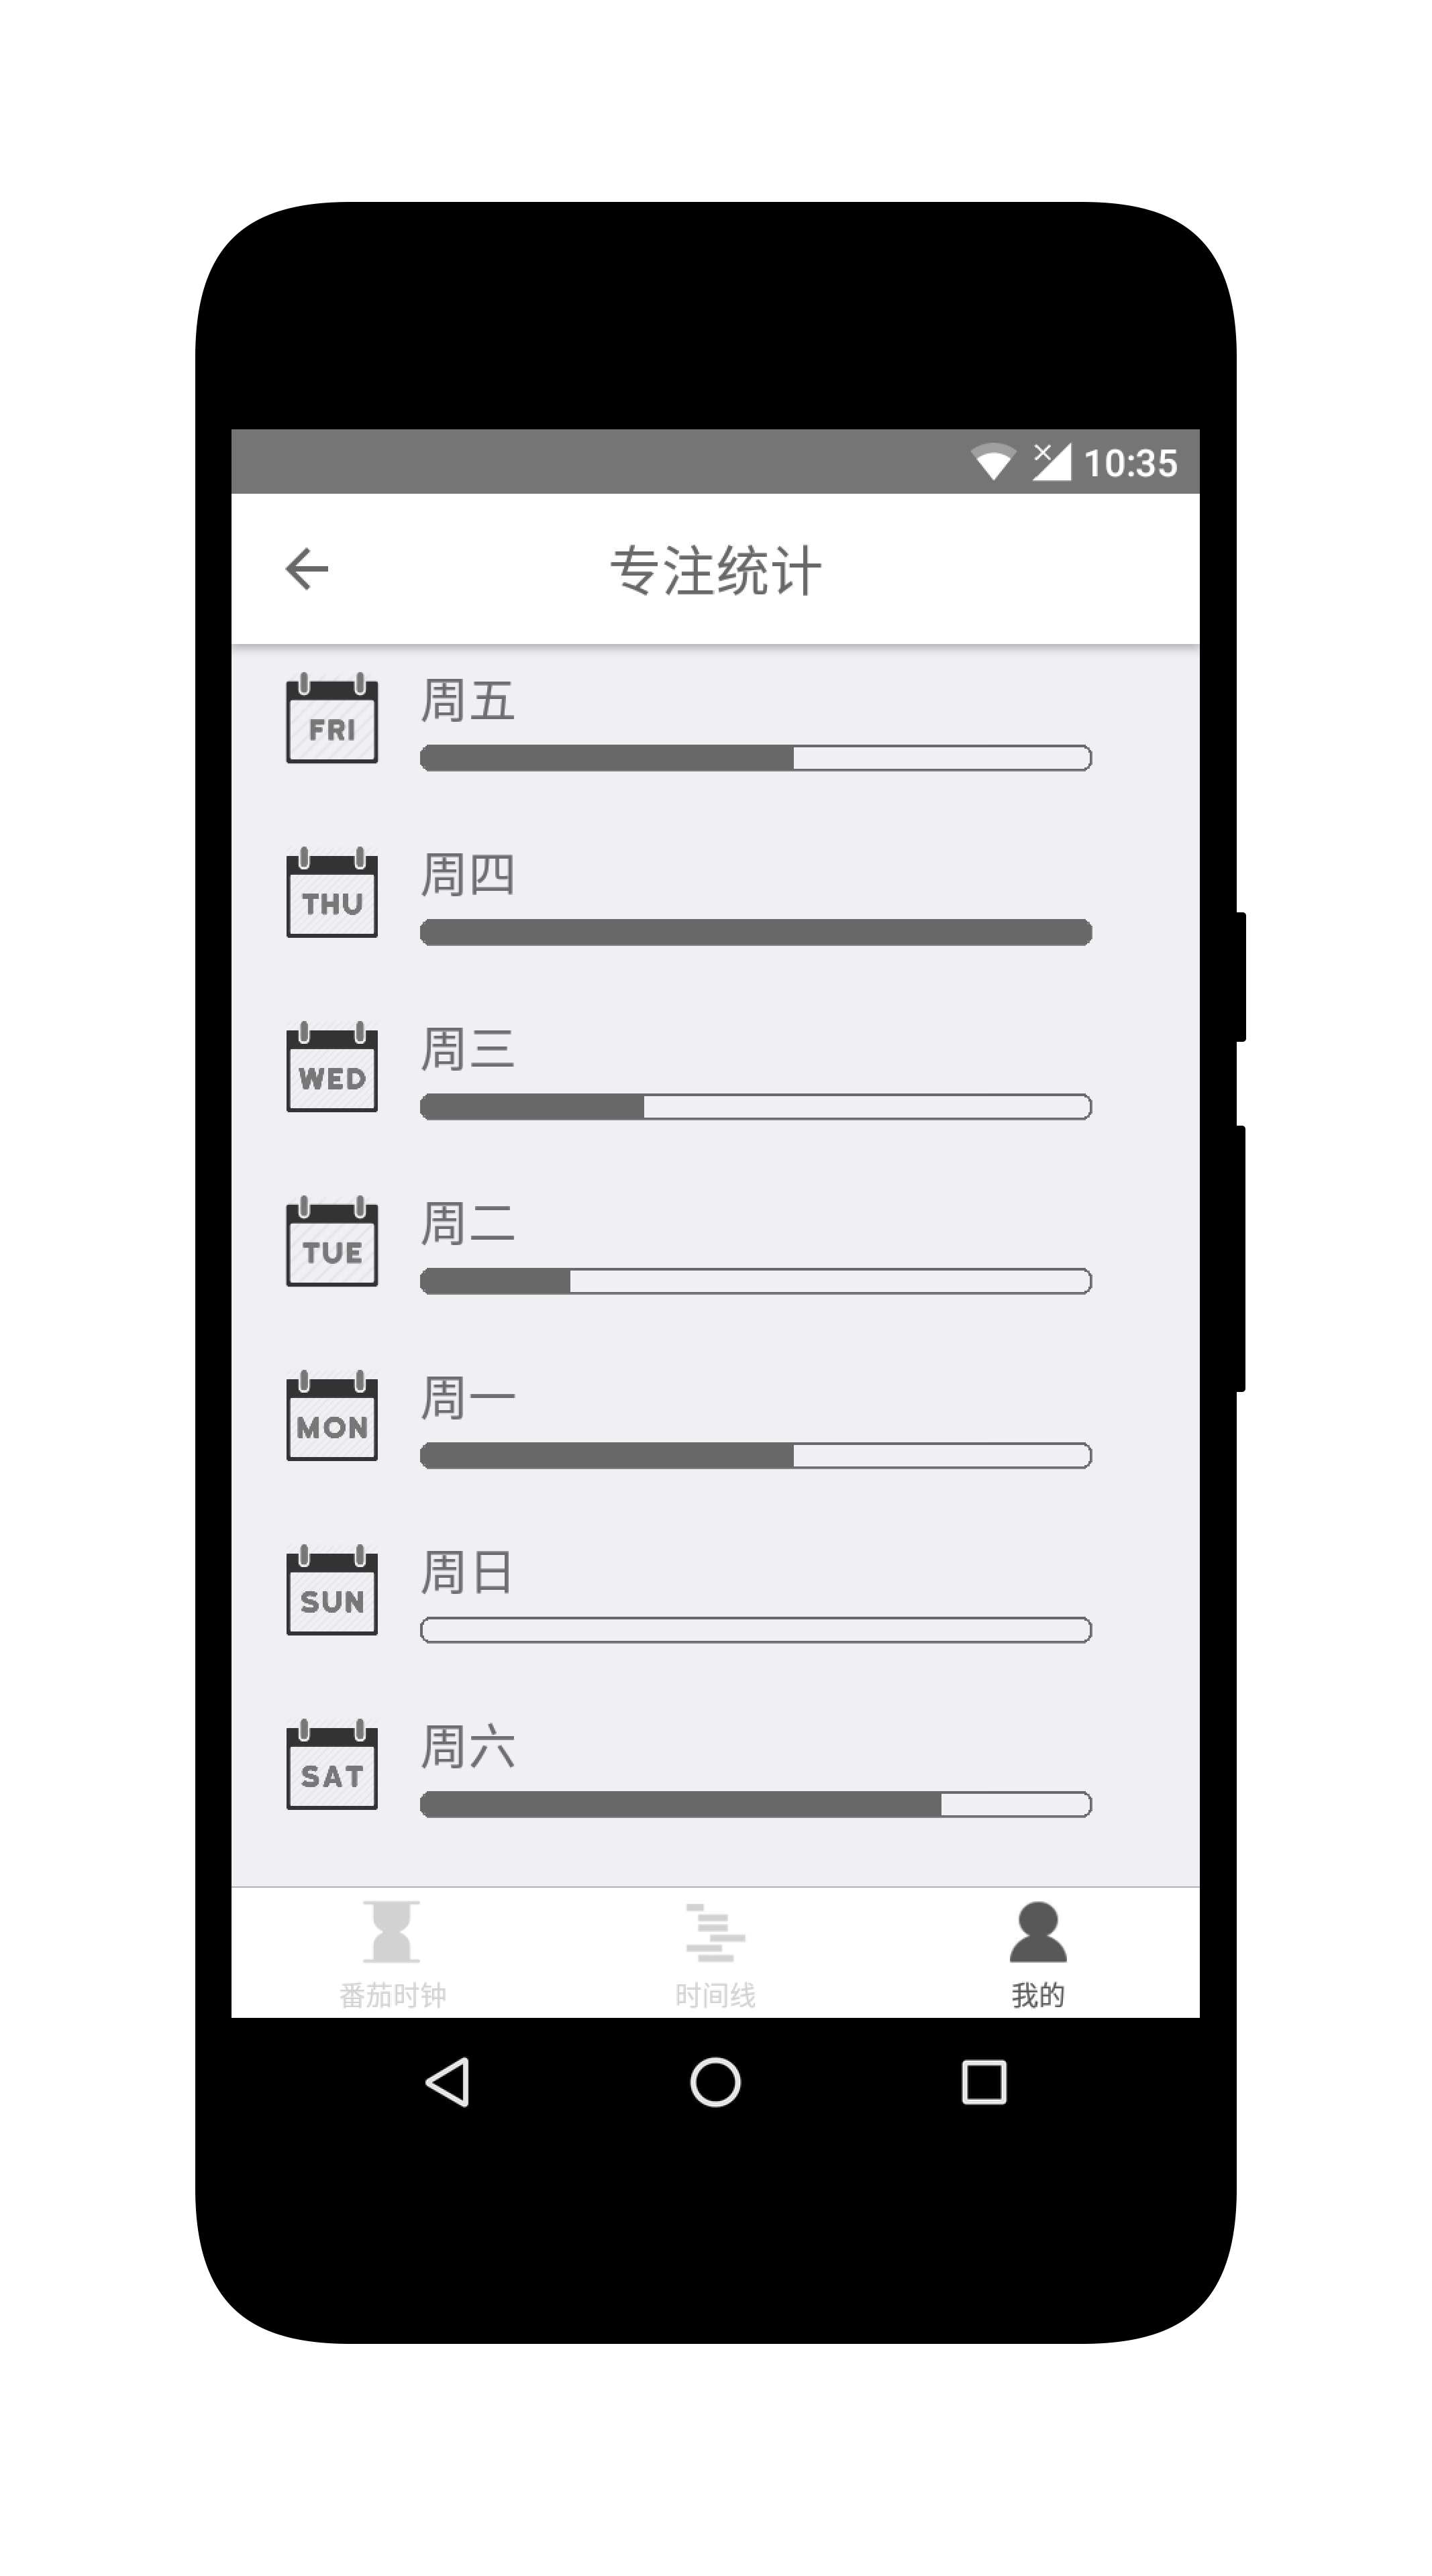 10:35
专注统计
FRI
周五
THU
周四
WED
周三
TUE
周二
MON
周一
SUN
周日
SAT
周六
番茄时钟
时间线
我的